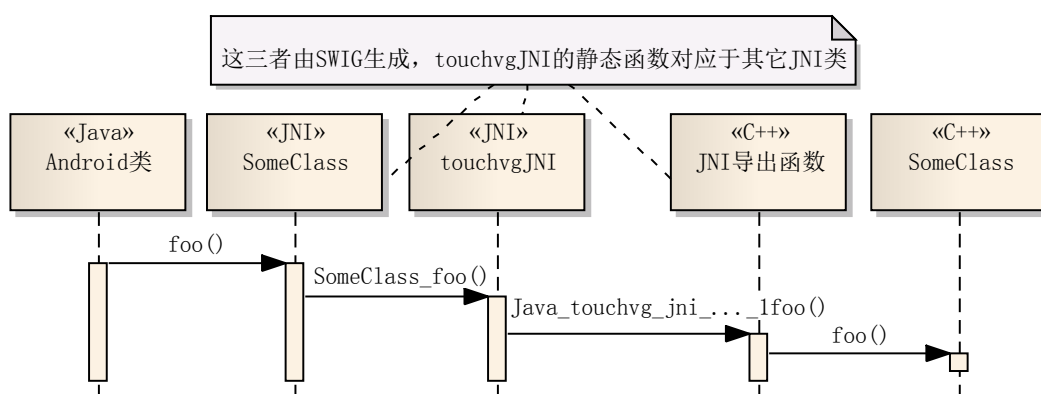 这三者由SWIG生成，touchvgJNI的静态函数对应于其它JNI类
«Java»
Android类
«JNI»
SomeClass
«JNI»
touchvgJNI
«C++»
JNI导出函数
«C++»
SomeClass
foo()
SomeClass_foo()
Java_touchvg_jni_..._1foo()
foo()